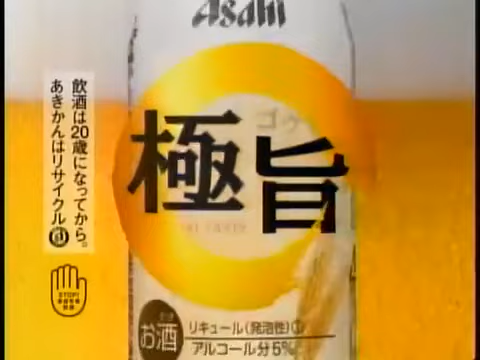 Asahi
極旨
飲酒は20歳になってから。
あきかんはリサイクル
STOP!
お酒
リキュール(発泡性)①
アルコール分5%